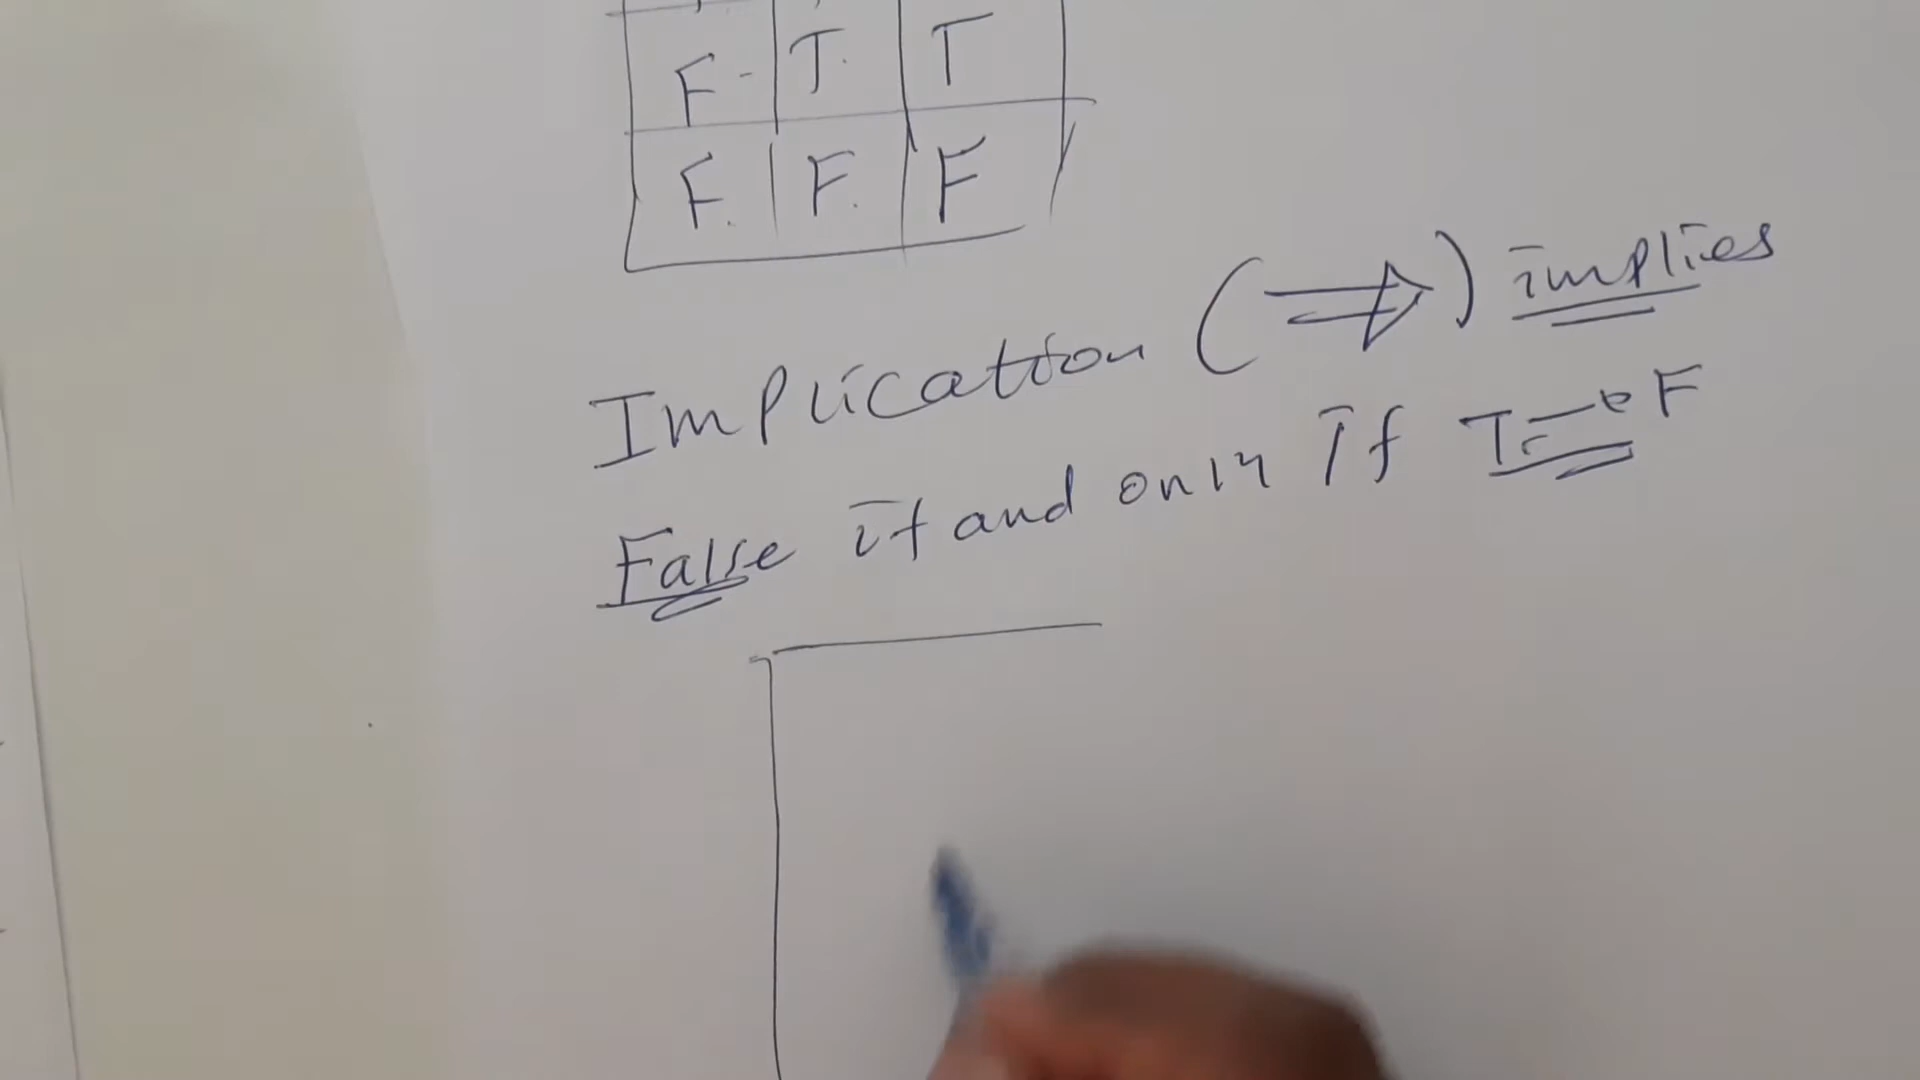 F T T
F F F
Implication (⇒) implies
False if and only if T → F